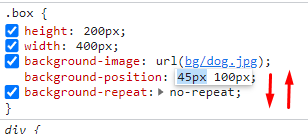 .box {
height: 200px;
width: 400px;
background-image: url(bg/dog.jpg);
background-position: 45px 100px;
background-repeat: no-repeat;
}
div {